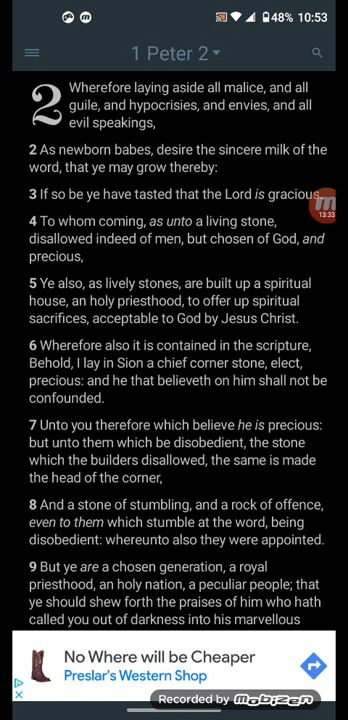 48% 10:53
1 Peter 2
2 Wherefore laying aside all malice, and all
guile, and hypocrisies, and envies, and all
evil speakings,
2 As newborn babes, desire the sincere milk of the
word, that ye may grow thereby:
3 If so be ye have tasted that the Lord is gracious.
13:33
4 To whom coming, as unto a living stone,
disallowed indeed of men, but chosen of God, and
precious,
5 Ye also, as lively stones, are built up a spiritual
house, an holy priesthood, to offer up spiritual
sacrifices, acceptable to God by Jesus Christ.
6 Wherefore also it is contained in the scripture,
Behold, I lay in Sion a chief corner stone, elect,
precious: and he that believeth on him shall not be
confounded.
7 Unto you therefore which believe he is precious:
but unto them which be disobedient, the stone
which the builders disallowed, the same is made
the head of the corner,
8 And a stone of stumbling, and a rock of offence,
even to them which stumble at the word, being
disobedient: whereunto also they were appointed.
9 But ye are a chosen generation, a royal
priesthood, an holy nation, a peculiar people; that
ye should shew forth the praises of him who hath
called you out of darkness into his marvellous
No Where will be Cheaper
Preslar's Western Shop
Recorded by mobizen